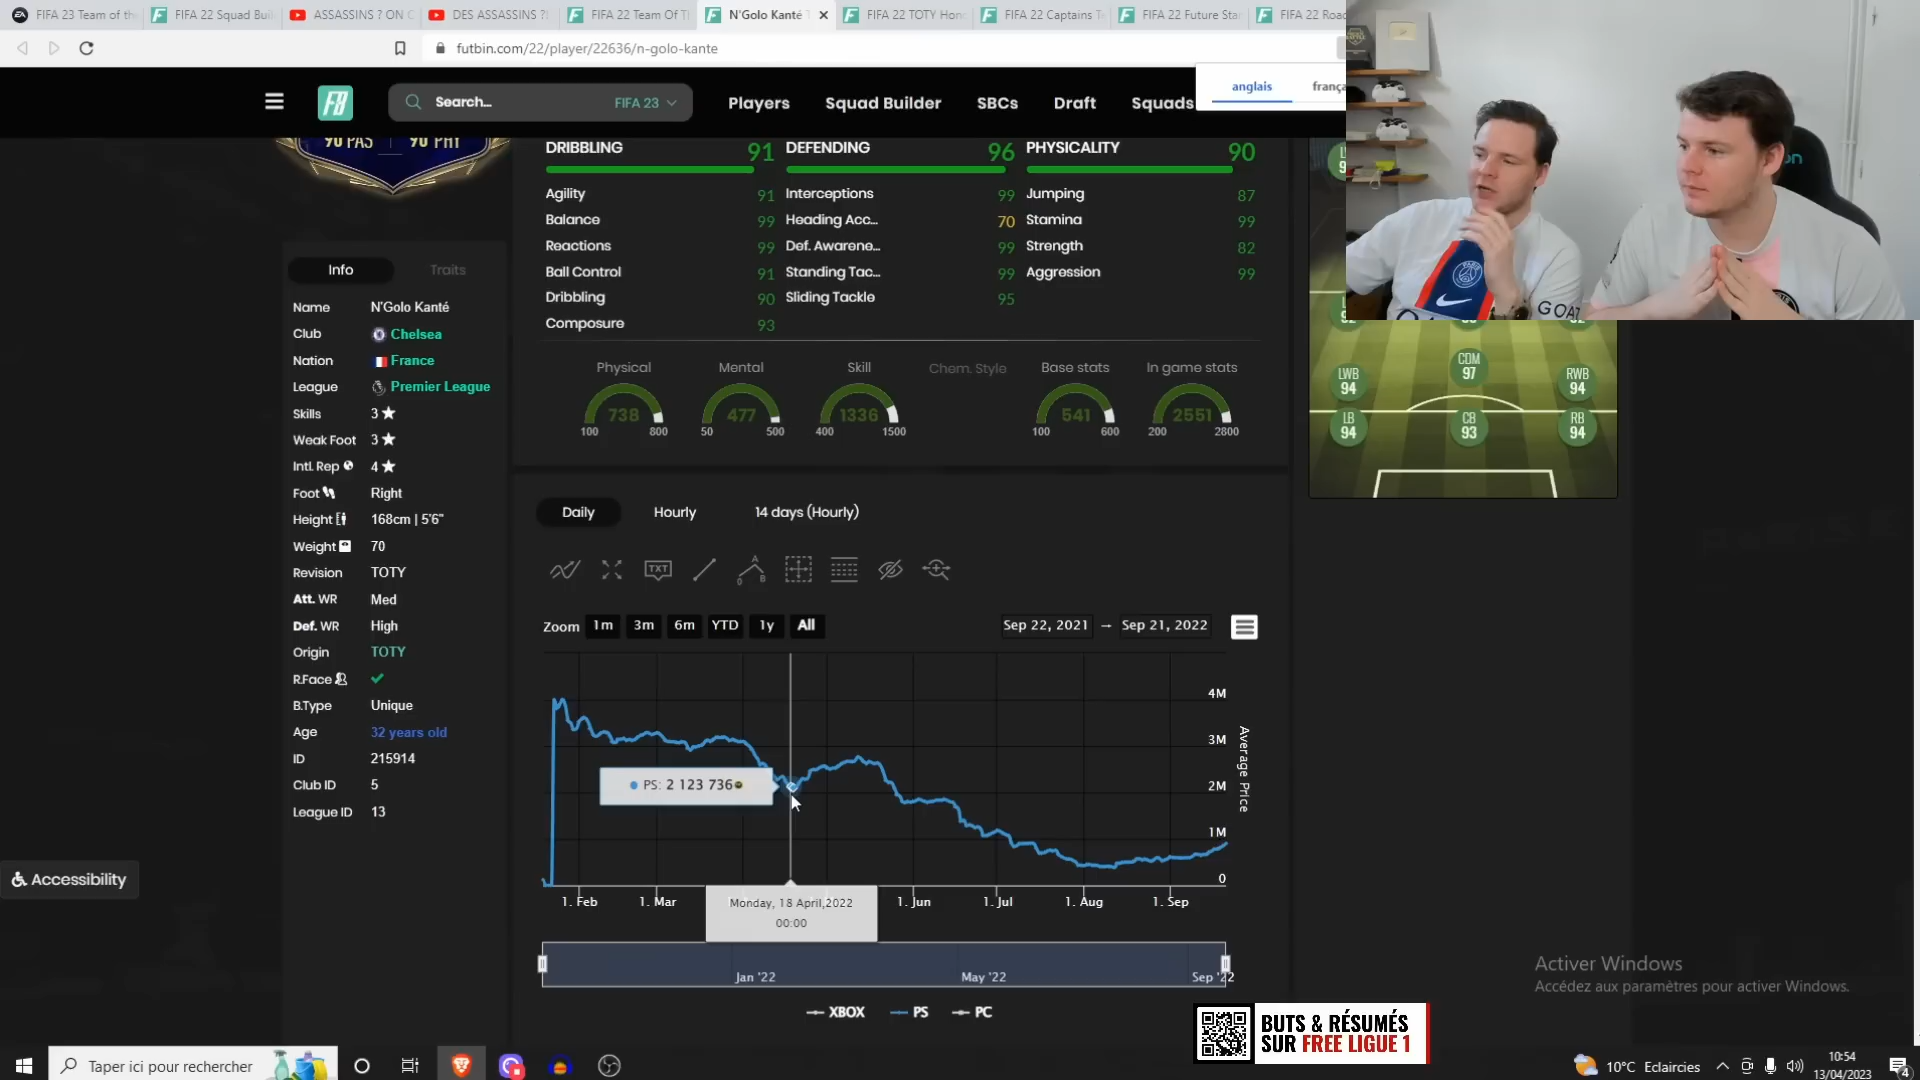 FIFA 23 Team of the
FIFA 22 Squad Buil
ASSASSINS ? ON C
DES ASSASSINS ?
FIFA 22 Team Of T
N'Golo Kanté T
FIFA 22 TOTY Hon
FIFA 22 Captains T
FIFA 22 Future Sta
FIFA 22 Road
futbin.com/22/player/22636/n-golo-kante
FB
Search...
FIFA 23
Players
Squad Builder
SBCs
Draft
Squads
anglais
frança
90 PAS
90 PHY
DRIBBLING 91
DEFENDING 96
PHYSICALITY 90
Agility 91
Interceptions 99
Jumping 87
Balance 99
Heading Acc... 70
Stamina 99
Reactions 99
Def. Awarene... 99
Strength 82
Ball Control 91
Standing Tac... 99
Aggression 99
Dribbling 90
Sliding Tackle 95
Composure 93
Info
Traits
Name N'Golo Kanté
Club Chelsea
Nation France
League Premier League
Skills 3
Weak Foot 3
Intl. Rep 4
Foot Right
Height 168cm | 5'6"
Weight 70
Revision TOTY
Att. WR Med
Def. WR High
Origin TOTY
R.Face
B.Type Unique
Age 32 years old
ID 215914
Club ID 5
League ID 13
Physical
Mental
Skill
Chem. Style
Base stats
In game stats
738
477
1336
541
2551
100 800
50 500
400 1500
100 600
200 2800
CDM
97
LWB
94
RWB
94
LB
94
CB
93
RB
94
PARIS
GOAT
on
Daily
Hourly
14 days (Hourly)
TXT
Zoom
1m
3m
6m
YTD
1y
All
Sep 22, 2021 → Sep 21, 2022
4M
3M
2M
1M
0
Average Price
PS: 2 123 736
1. Feb
1. Mar
Monday, 18 April,2022
00:00
1. Jun
1. Jul
1. Aug
1. Sep
Jan '22
May '22
Sep '22
XBOX
PS
PC
Accessibility
Activer Windows
Accédez aux paramètres pour activer Windows.
BUTS & RÉSUMÉS
SUR FREE LIGUE 1
Taper ici pour rechercher
10°C Eclaircies
10:54
13/04/2023
4